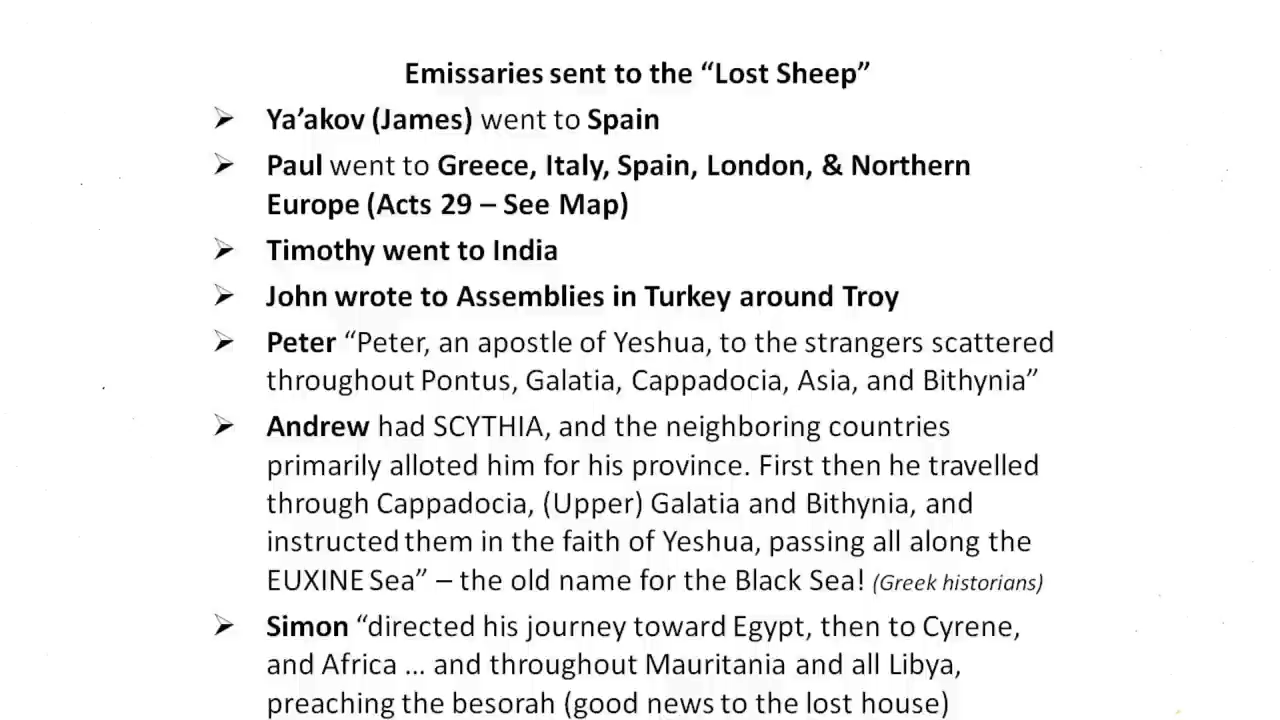 Emissaries sent to the “Lost Sheep”
➢ Ya’akov (James) went to Spain
➢ Paul went to Greece, Italy, Spain, London, & Northern
Europe (Acts 29 – See Map)
➢ Timothy went to India
➢ John wrote to Assemblies in Turkey around Troy
➢ Peter “Peter, an apostle of Yeshua, to the strangers scattered
throughout Pontus, Galatia, Cappadocia, Asia, and Bithynia”
➢ Andrew had SCYTHIA, and the neighboring countries
primarily alloted him for his province. First then he travelled
through Cappadocia, (Upper) Galatia and Bithynia, and
instructed them in the faith of Yeshua, passing all along the
EUXINE Sea” – the old name for the Black Sea! (Greek historians)
➢ Simon “directed his journey toward Egypt, then to Cyrene,
and Africa ... and throughout Mauritania and all Libya,
preaching the besorah (good news to the lost house)